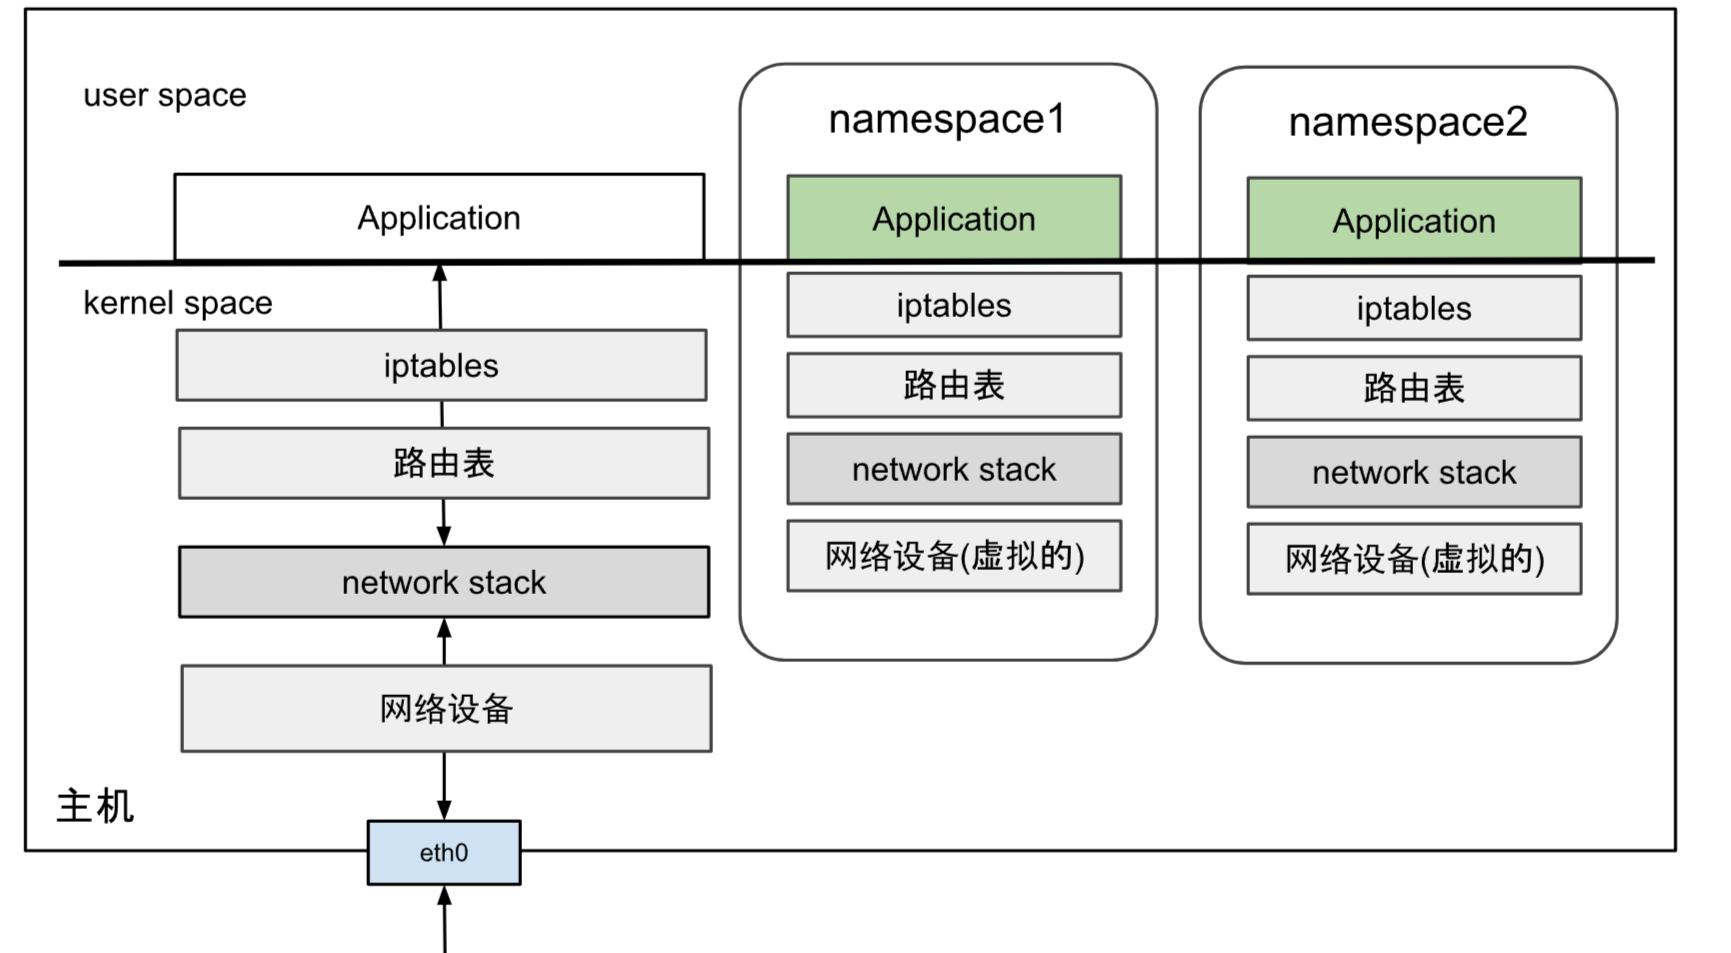 user space
Application
kernel space
iptables
路由表
network stack
网络设备
主机
eth0
namespace1
Application
iptables
路由表
network stack
网络设备(虚拟的)
namespace2
Application
iptables
路由表
network stack
网络设备(虚拟的)